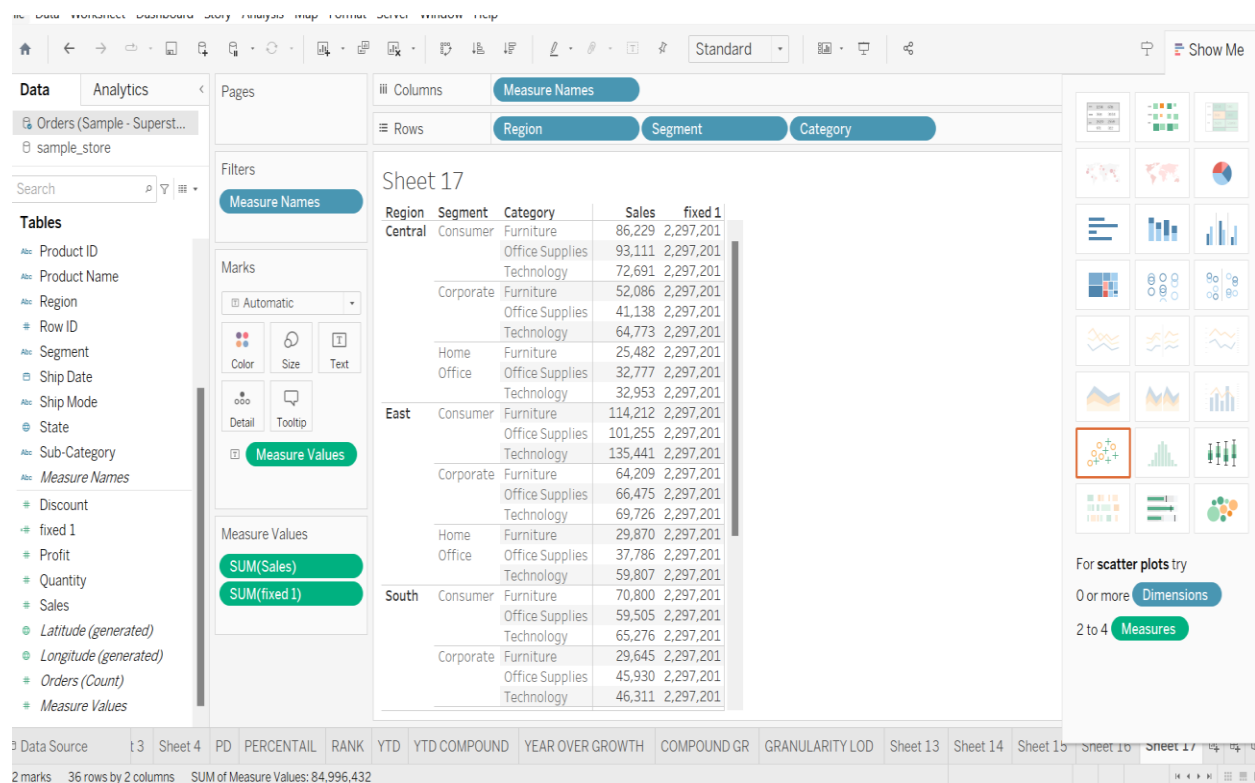 Data Worksheet Dashboard Story Analysis Map Format Server Window Help
Standard
Show Me
Data Analytics
Orders (Sample - Superst...
sample_store
Search
Tables
Abc Product ID
Abc Product Name
Abc Region
# Row ID
Abc Segment
Ship Date
Abc Ship Mode
State
Abc Sub-Category
Abc Measure Names
# Discount
=# fixed 1
# Profit
# Quantity
# Sales
Latitude (generated)
Longitude (generated)
# Orders (Count)
# Measure Values
Pages
Filters
Measure Names
Marks
Automatic
Color Size Text
Detail Tooltip
Measure Values
Measure Values
SUM(Sales)
SUM(fixed 1)
Columns Measure Names
Rows Region Segment Category
Sheet 17
Region Segment Category Sales fixed 1
Central Consumer Furniture 86,229 2,297,201
Office Supplies 93,111 2,297,201
Technology 72,691 2,297,201
Corporate Furniture 52,086 2,297,201
Office Supplies 41,138 2,297,201
Technology 64,773 2,297,201
Home Furniture 25,482 2,297,201
Office Office Supplies 32,777 2,297,201
Technology 32,953 2,297,201
East Consumer Furniture 114,212 2,297,201
Office Supplies 101,255 2,297,201
Technology 135,441 2,297,201
Corporate Furniture 64,209 2,297,201
Office Supplies 66,475 2,297,201
Technology 69,726 2,297,201
Home Furniture 29,870 2,297,201
Office Office Supplies 37,786 2,297,201
Technology 59,807 2,297,201
South Consumer Furniture 70,800 2,297,201
Office Supplies 59,505 2,297,201
Technology 65,276 2,297,201
Corporate Furniture 29,645 2,297,201
Office Supplies 45,930 2,297,201
Technology 46,311 2,297,201
For scatter plots try
0 or more Dimensions
2 to 4 Measures
Data Source t 3 Sheet 4 PD PERCENTAIL RANK YTD YTD COMPOUND YEAR OVER GROWTH COMPOUND GR GRANULARITY LOD Sheet 13 Sheet 14 Sheet 15 Sheet 16 Sheet 17
2 marks 36 rows by 2 columns SUM of Measure Values: 84,996,432